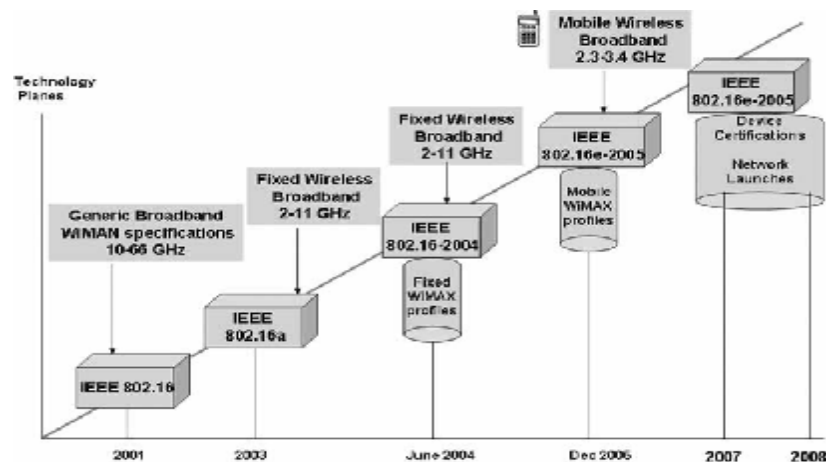 Mobile Wireless
Broadband
2.3-3.4 GHz
Technology
Planes
IEEE
802.16e-2005
Device
Certifications
Network
Launches
Fixed Wireless
Broadband
2-11 GHz
IEEE
802.16e-2005
Mobile
WiMAX
profiles
Fixed Wireless
Broadband
2-11 GHz
Generic Broadband
WIMAN specifications
10-66 GHz
IEEE
802.16-2004
Fixed
WiMAX
profiles
IEEE
802.16a
IEEE 802.16
2001
2003
June 2004
2007
2008